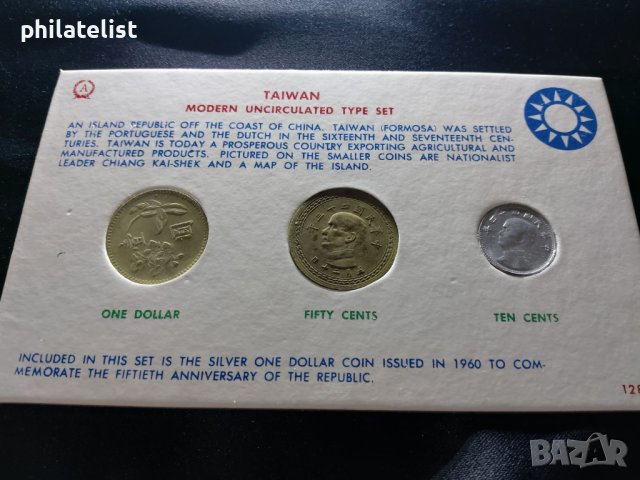 philatelist
A
TAIWAN
MODERN UNCIRCULATED TYPE SET
AN ISLAND REPUBLIC OFF THE COAST OF CHINA. TAIWAN (FORMOSA) WAS SETTLED
BY THE PORTUGUESE AND THE DUTCH IN THE SIXTEENTH AND SEVENTEENTH CEN-
TURIES. TAIWAN IS TODAY A PROSPEROUS COUNTRY EXPORTING AGRICULTURAL AND
MANUFACTURED PRODUCTS. PICTURED ON THE SMALLER COINS ARE NATIONALIST
LEADER CHIANG KAI-SHEK AND A MAP OF THE ISLAND.
ONE DOLLAR
FIFTY CENTS
TEN CENTS
INCLUDED IN THIS SET IS THE SILVER ONE DOLLAR COIN ISSUED IN 1960 TO COM-
MEMORATE THE FIFTIETH ANNIVERSARY OF THE REPUBLIC.
128
BAZAR